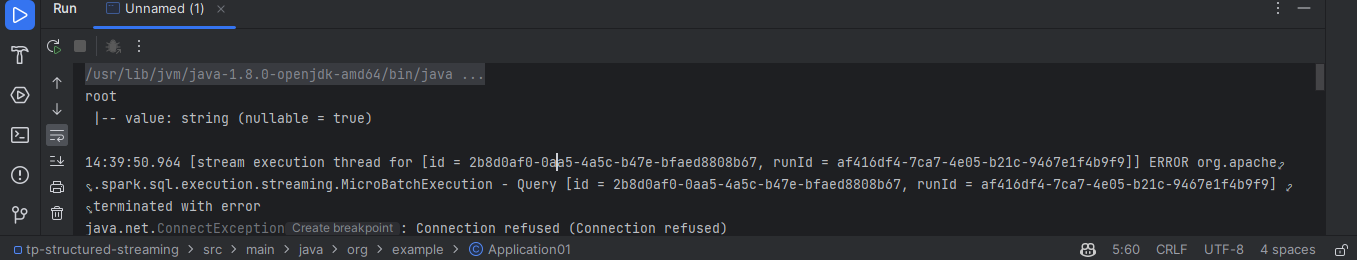 Run Unnamed (1)
/usr/lib/jvm/java-1.8.0-openjdk-amd64/bin/java ...
root
|-- value: string (nullable = true)
14:39:50.964 [stream execution thread for [id = 2b8d0af0-0aa5-4a5c-b47e-bfaed8808b67, runId = af416df4-7ca7-4e05-b21c-9467e1f4b9f9]] ERROR org.apache
.spark.sql.execution.streaming.MicroBatchExecution - Query [id = 2b8d0af0-0aa5-4a5c-b47e-bfaed8808b67, runId = af416df4-7ca7-4e05-b21c-9467e1f4b9f9]
terminated with error
java.net.ConnectException Create breakpoint : Connection refused (Connection refused)
tp-structured-streaming > src > main > java > org > example > Application01 5:60 CRLF UTF-8 4 spaces